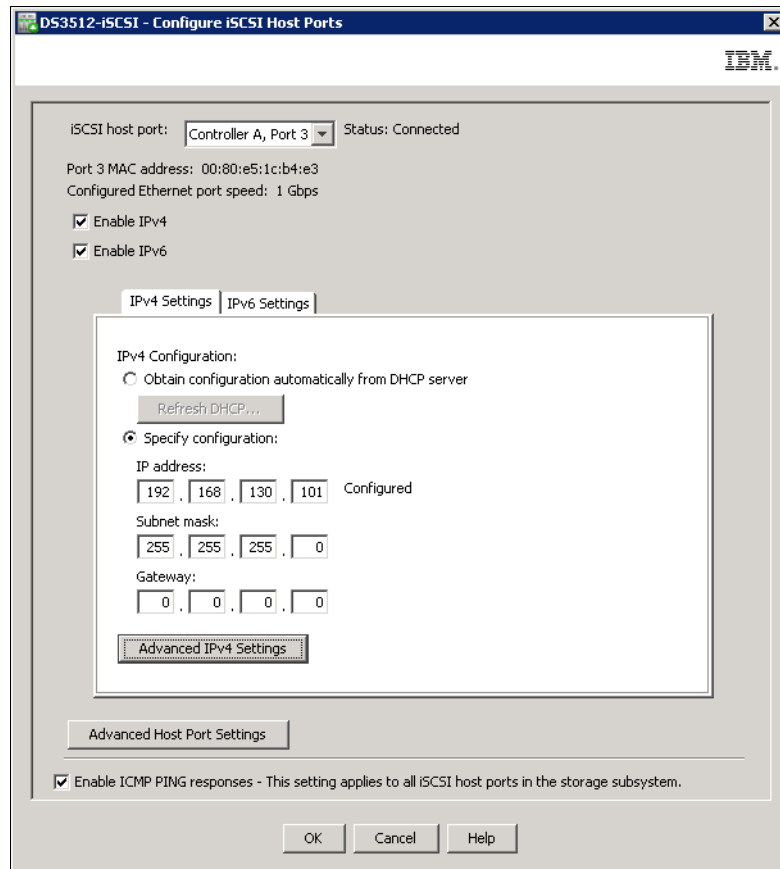 DS3512-iSCSI - Configure iSCSI Host Ports
IBM.
iSCSI host port: Controller A, Port 3 Status: Connected
Port 3 MAC address: 00:80:e5:1c:b4:e3
Configured Ethernet port speed: 1 Gbps
Enable IPv4
Enable IPv6
IPv4 Settings IPv6 Settings
IPv4 Configuration:
Obtain configuration automatically from DHCP server
Refresh DHCP...
Specify configuration:
IP address:
192 . 168 . 130 . 101 Configured
Subnet mask:
255 . 255 . 255 . 0
Gateway:
0 . 0 . 0 . 0
Advanced IPv4 Settings
Advanced Host Port Settings
Enable ICMP PING responses - This setting applies to all iSCSI host ports in the storage subsystem.
OK Cancel Help